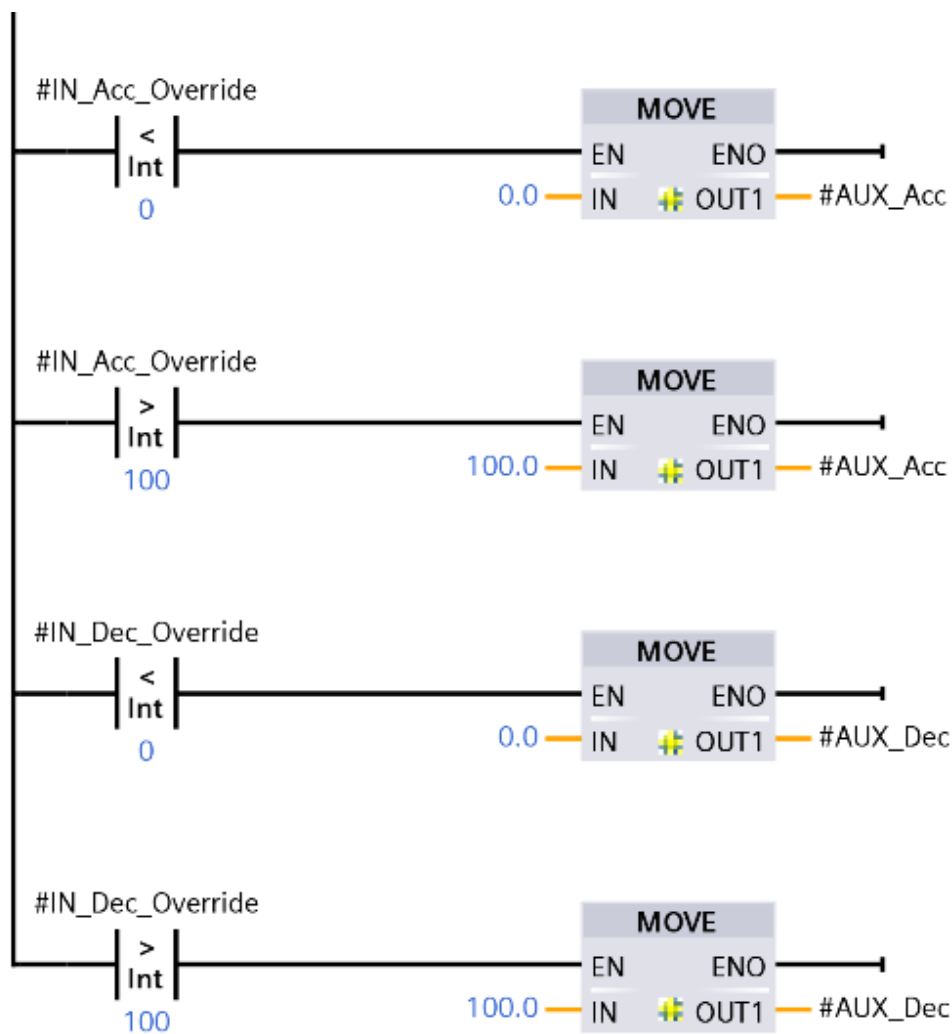 #IN_Acc_Override
<
Int
0
MOVE
EN ENO
0.0 IN OUT1 #AUX_Acc
#IN_Acc_Override
>
Int
100
MOVE
EN ENO
100.0 IN OUT1 #AUX_Acc
#IN_Dec_Override
<
Int
0
MOVE
EN ENO
0.0 IN OUT1 #AUX_Dec
#IN_Dec_Override
>
Int
100
MOVE
EN ENO
100.0 IN OUT1 #AUX_Dec